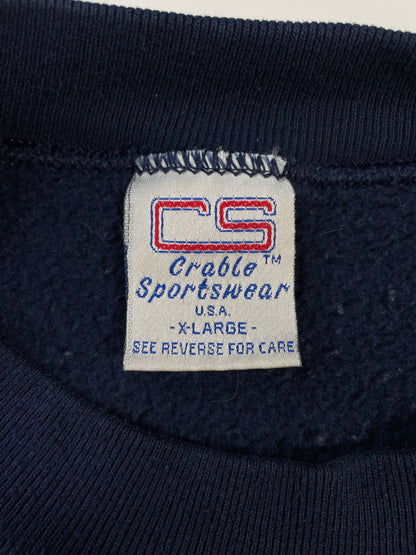 CS
Crable™
Sportswear
U.S.A.
-X-LARGE-
SEE REVERSE FOR CARE